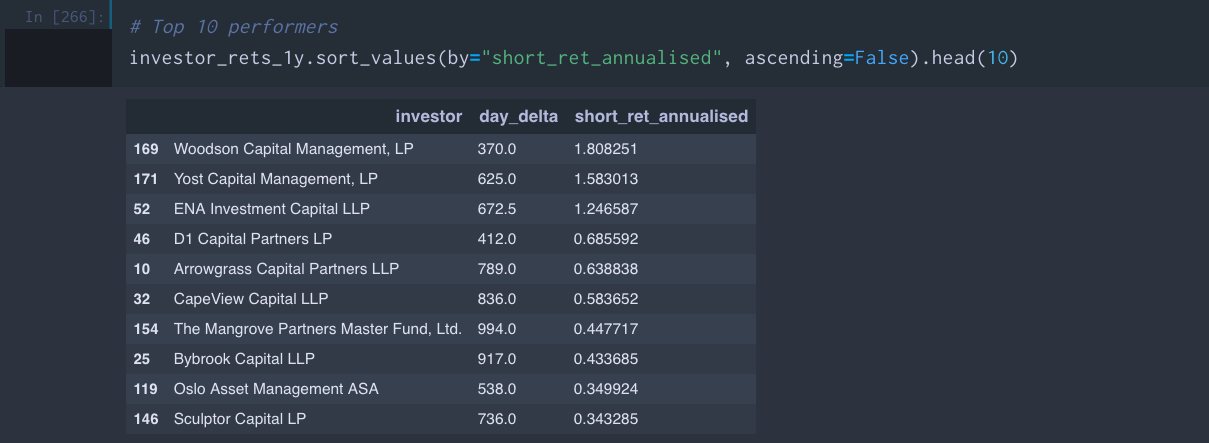 In [266]:
# Top 10 performers
investor_rets_1y.sort_values(by="short_ret_annualised", ascending=False).head(10)
investor day_delta short_ret_annualised
169 Woodson Capital Management, LP 370.0 1.808251
171 Yost Capital Management, LP 625.0 1.583013
52 ENA Investment Capital LLP 672.5 1.246587
46 D1 Capital Partners LP 412.0 0.685592
10 Arrowgrass Capital Partners LLP 789.0 0.638838
32 CapeView Capital LLP 836.0 0.583652
154 The Mangrove Partners Master Fund, Ltd. 994.0 0.447717
25 Bybrook Capital LLP 917.0 0.433685
119 Oslo Asset Management ASA 538.0 0.349924
146 Sculptor Capital LP 736.0 0.343285